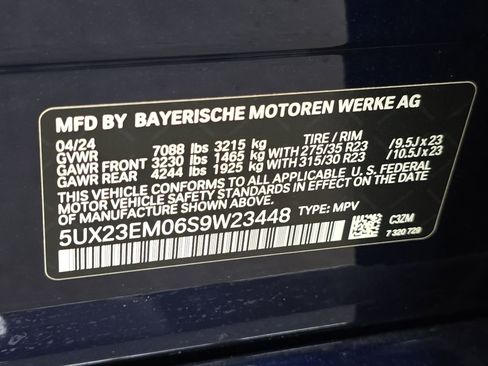 MFD BY BAYERISCHE MOTOREN WERKE AG
04/24 TIRE / RIM
GVWR 7088 lbs 3215 kg
GAWR FRONT 3230 lbs 1465 kg WITH 275/35 R23 / 9.5J x 23
GAWR REAR 4244 lbs 1925 kg WITH 315/30 R23 / 10.5J x 23
THIS VEHICLE CONFORMS TO ALL APPLICABLE U. S. FEDERAL
MOTOR VEHICLE SAFETY
IN EFFECT ON THE DATE OF MANUFACTURE SHOWN ABOVE.
5UX23EM06S9W23448 TYPE: MPV
C3ZM
7 320 729